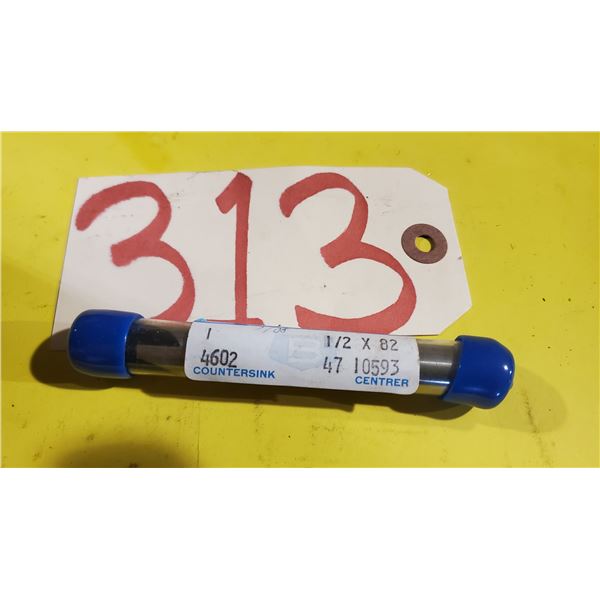 313
1 1/2 X 82
4602 47 10593
COUNTERSINK CENTRER